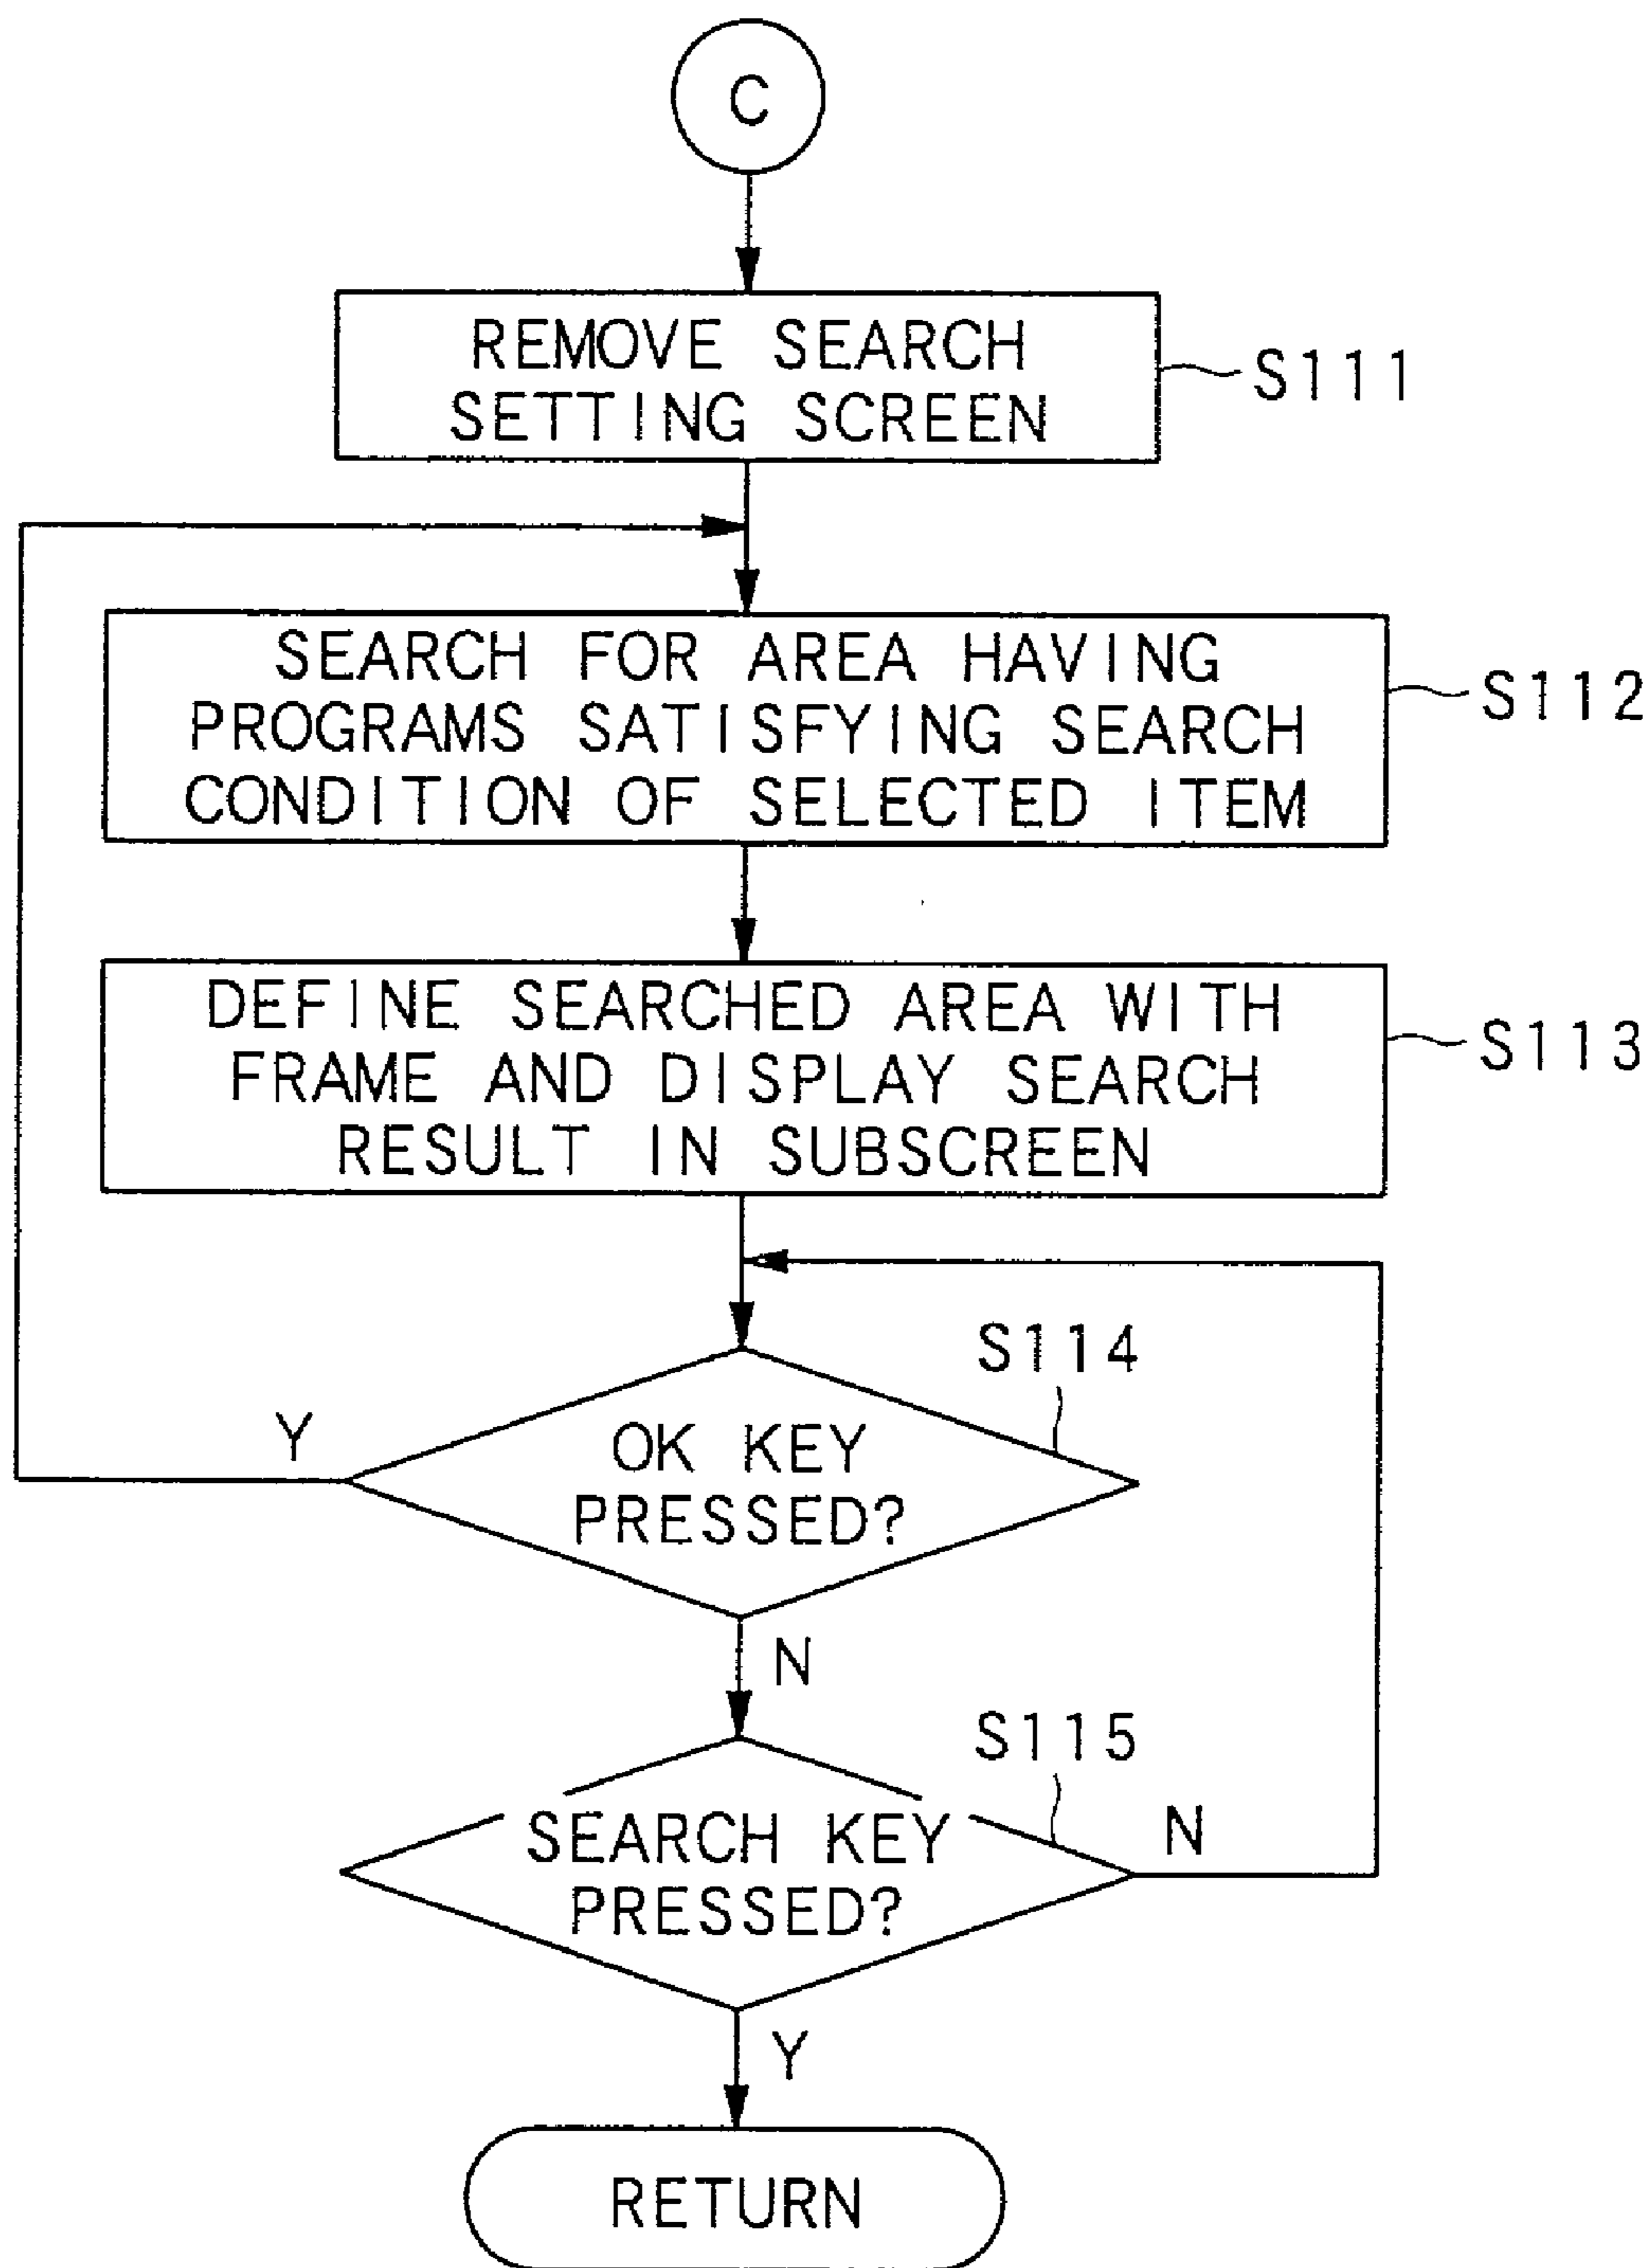 C
REMOVE SEARCH
SETTING SCREEN
S111
SEARCH FOR AREA HAVING
PROGRAMS SATISFYING SEARCH
CONDITION OF SELECTED ITEM
S112
DEFINE SEARCHED AREA WITH
FRAME AND DISPLAY SEARCH
RESULT IN SUBSCREEN
S113
S114
Y
OK KEY
PRESSED?
N
S115
SEARCH KEY
PRESSED?
N
Y
RETURN